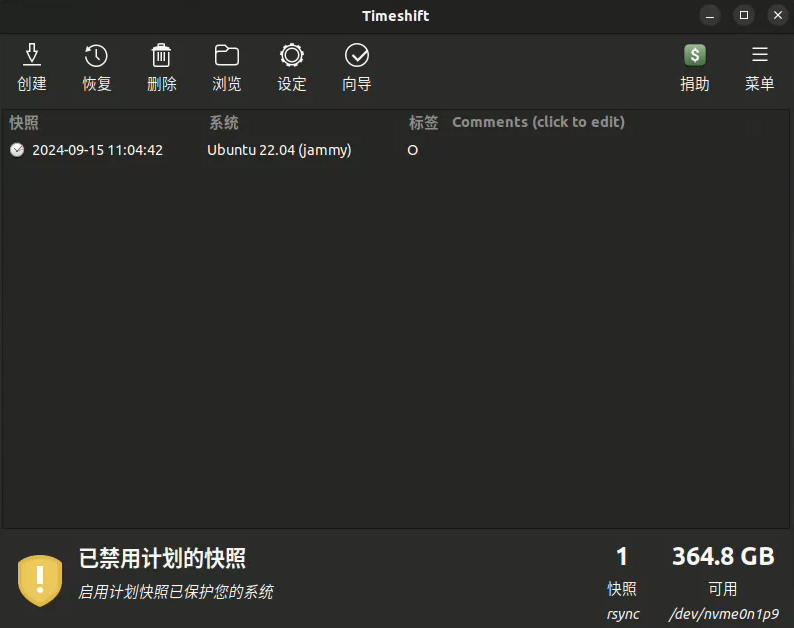 Timeshift
创建 恢复 删除 浏览 设定 向导 捐助 菜单
快照 系统 标签 Comments (click to edit)
2024-09-15 11:04:42 Ubuntu 22.04 (jammy) O
已禁用计划的快照 1 364.8 GB
启用计划快照已保护您的系统 快照 可用
rsync /dev/nvme0n1p9